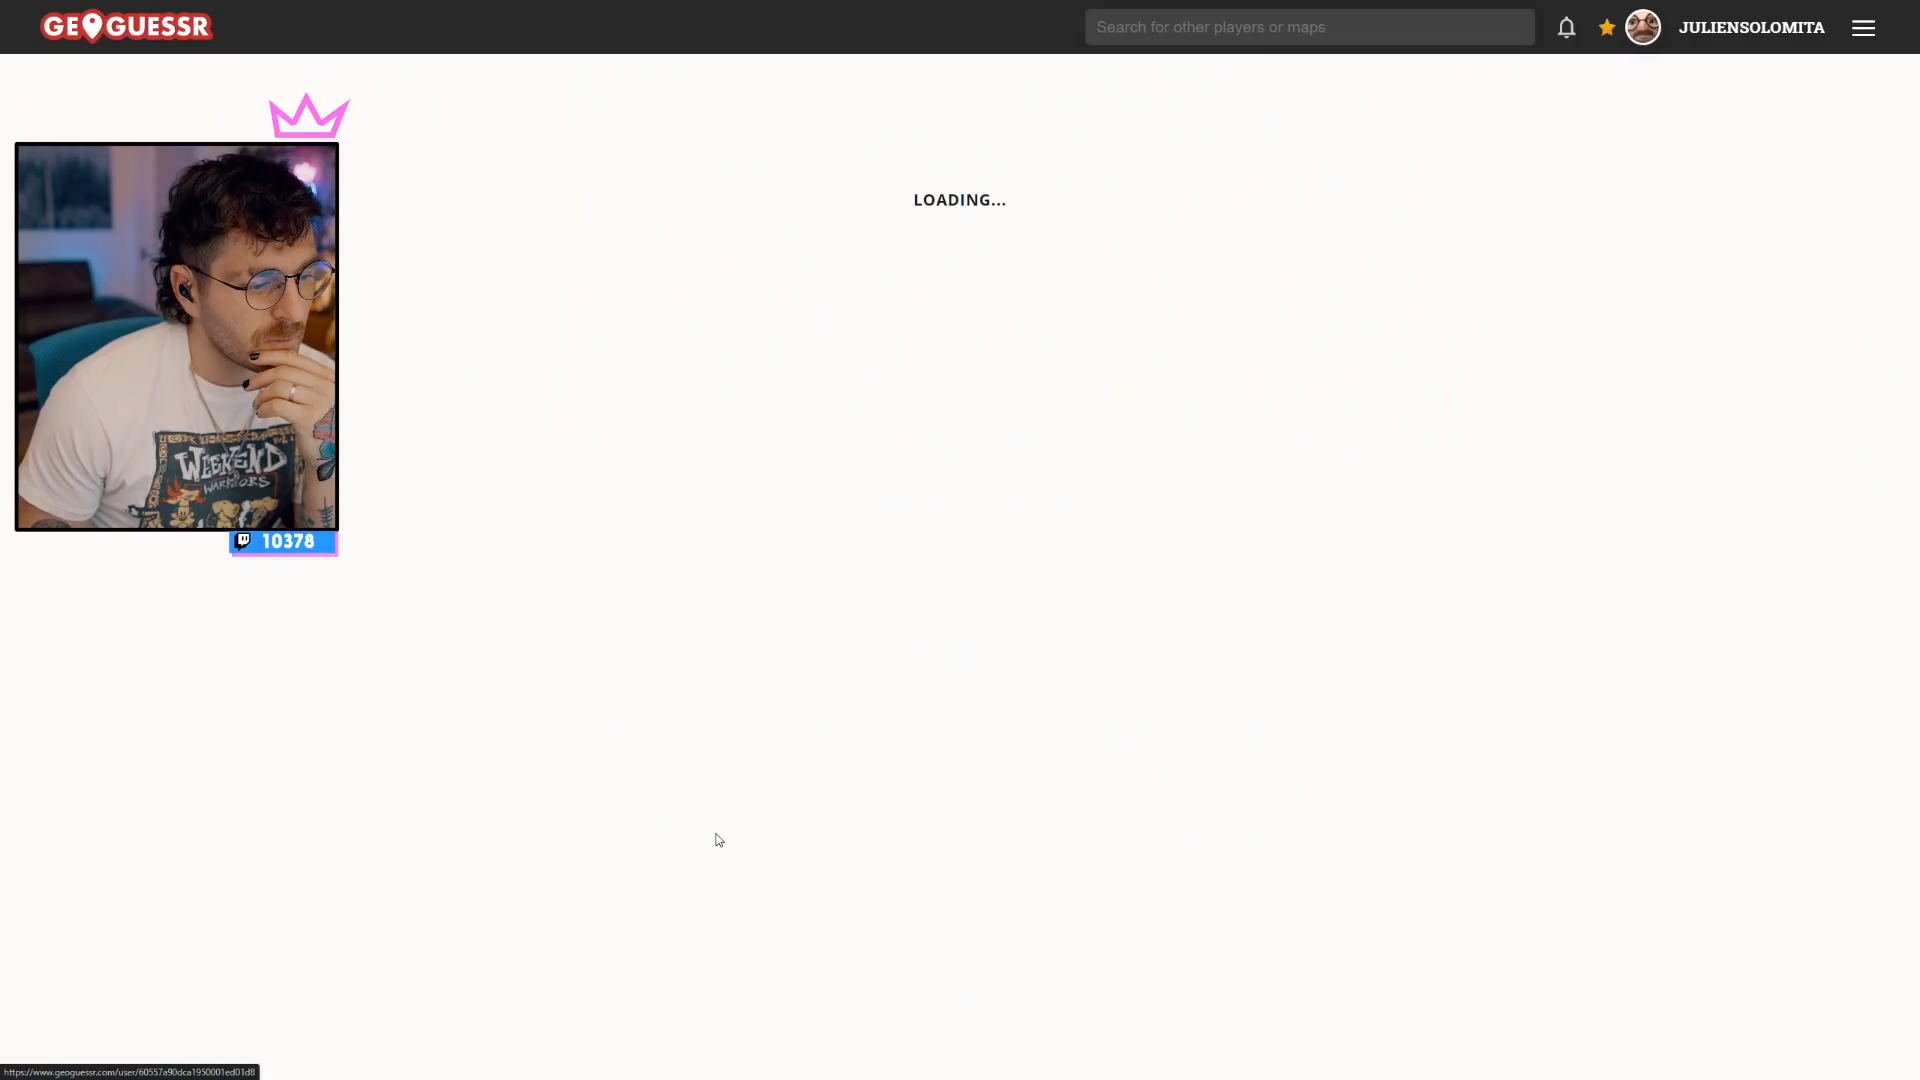 GEOGUESSR
Search for other players or maps
JULIENSOLOMITA
LOADING...
WEEKEND
WARRIORS
10378
https://www.geoguessr.com/user/60557a90dca1950001ed01d8